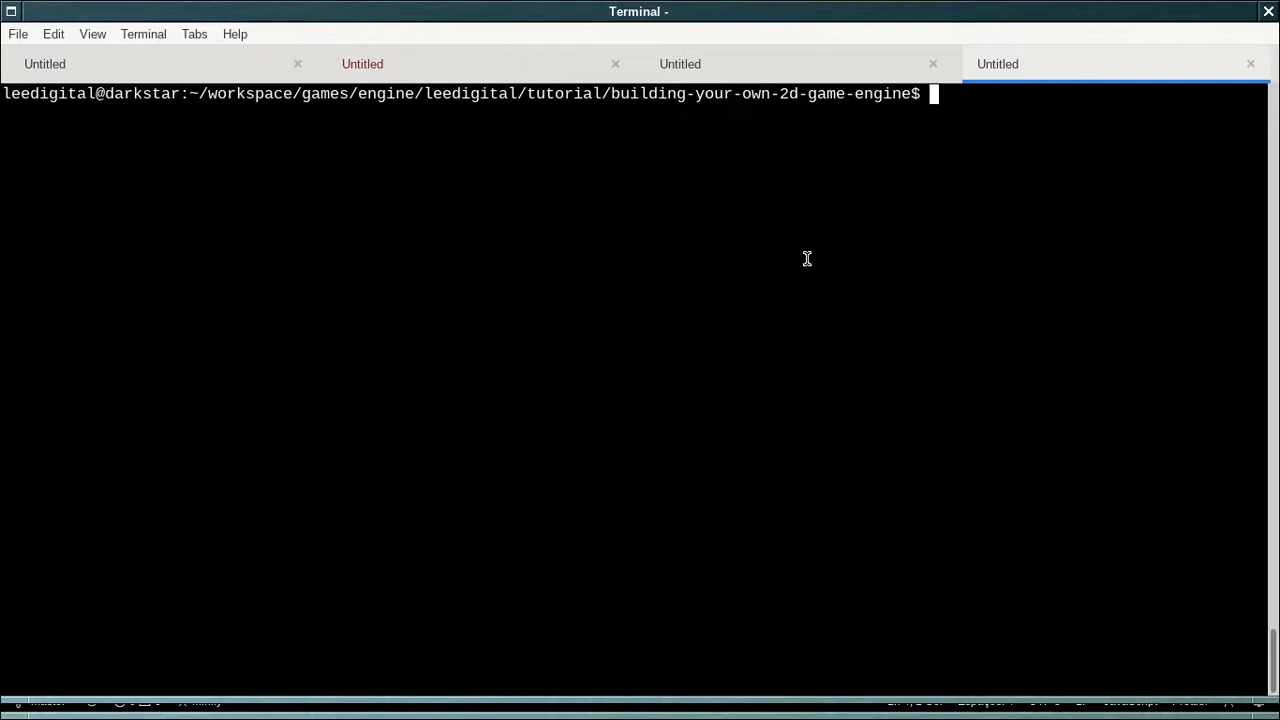 Terminal -
File Edit View Terminal Tabs Help
Untitled × Untitled × Untitled × Untitled ×
leedigital@darkstar:~/workspace/games/engine/leedigital/tutorial/building-your-own-2d-game-engine$